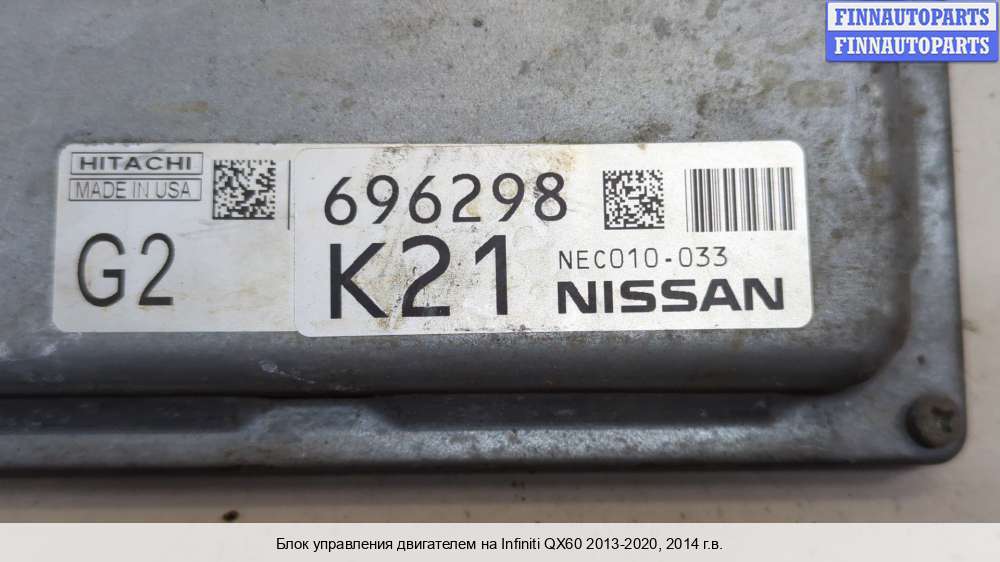 FINNAUTOPARTS
FINNAUTOPARTS
HITACHI
MADE IN USA
G2
696298
K21
NEC010-033
NISSAN
Блок управления двигателем на Infiniti QX60 2013-2020, 2014 г.в.